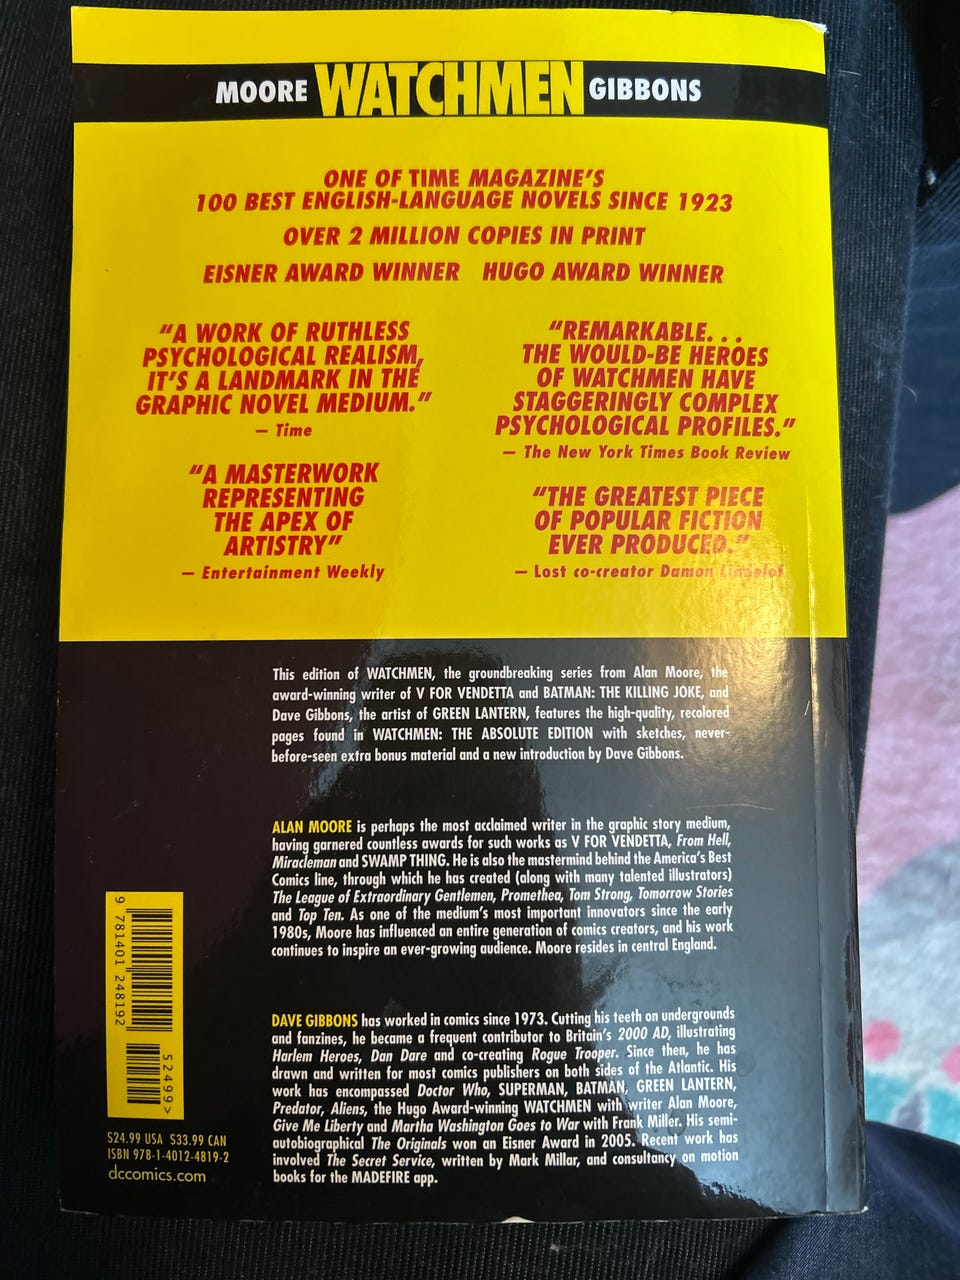 MOORE WATCHMEN GIBBONS
ONE OF TIME MAGAZINE'S
100 BEST ENGLISH-LANGUAGE NOVELS SINCE 1923
OVER 2 MILLION COPIES IN PRINT
EISNER AWARD WINNER HUGO AWARD WINNER
"A WORK OF RUTHLESS
PSYCHOLOGICAL REALISM,
IT'S A LANDMARK IN THE
GRAPHIC NOVEL MEDIUM."
– Time
"A MASTERWORK
REPRESENTING
THE APEX OF
ARTISTRY"
– Entertainment Weekly
"REMARKABLE. . .
THE WOULD-BE HEROES
OF WATCHMEN HAVE
STAGGERINGLY COMPLEX
PSYCHOLOGICAL PROFILES."
– The New York Times Book Review
"THE GREATEST PIECE
OF POPULAR FICTION
EVER PRODUCED."
– Lost co-creator Damon Lindelof
This edition of WATCHMEN, the groundbreaking series from Alan Moore, the
award-winning writer of V FOR VENDETTA and BATMAN: THE KILLING JOKE, and
Dave Gibbons, the artist of GREEN LANTERN, features the high-quality, recolored
pages found in WATCHMEN: THE ABSOLUTE EDITION with sketches, never-
before-seen extra bonus material and a new introduction by Dave Gibbons.
ALAN MOORE is perhaps the most acclaimed writer in the graphic story medium,
having garnered countless awards for such works as V FOR VENDETTA, From Hell,
Miracleman and SWAMP THING. He is also the mastermind behind the America's Best
Comics line, through which he has created (along with many talented illustrators)
The League of Extraordinary Gentlemen, Promethea, Tom Strong, Tomorrow Stories
and Top Ten. As one of the medium's most important innovators since the early
1980s, Moore has influenced an entire generation of comics creators, and his work
continues to inspire an ever-growing audience. Moore resides in central England.
DAVE GIBBONS has worked in comics since 1973. Cutting his teeth on undergrounds
and fanzines, he became a frequent contributor to Britain's 2000 AD, illustrating
Harlem Heroes, Dan Dare and co-creating Rogue Trooper. Since then, he has
drawn and written for most comics publishers on both sides of the Atlantic. His
work has encompassed Doctor Who, SUPERMAN, BATMAN, GREEN LANTERN,
Predator, Aliens, the Hugo Award-winning WATCHMEN with writer Alan Moore,
Give Me Liberty and Martha Washington Goes to War with Frank Miller. His semi-
autobiographical The Originals won an Eisner Award in 2005. Recent work has
involved The Secret Service, written by Mark Millar, and consultancy on motion
books for the MADEFIRE app.
9 781401 248192
52499>
$24.99 USA $33.99 CAN
ISBN 978-1-4012-4819-2
dccomics.com